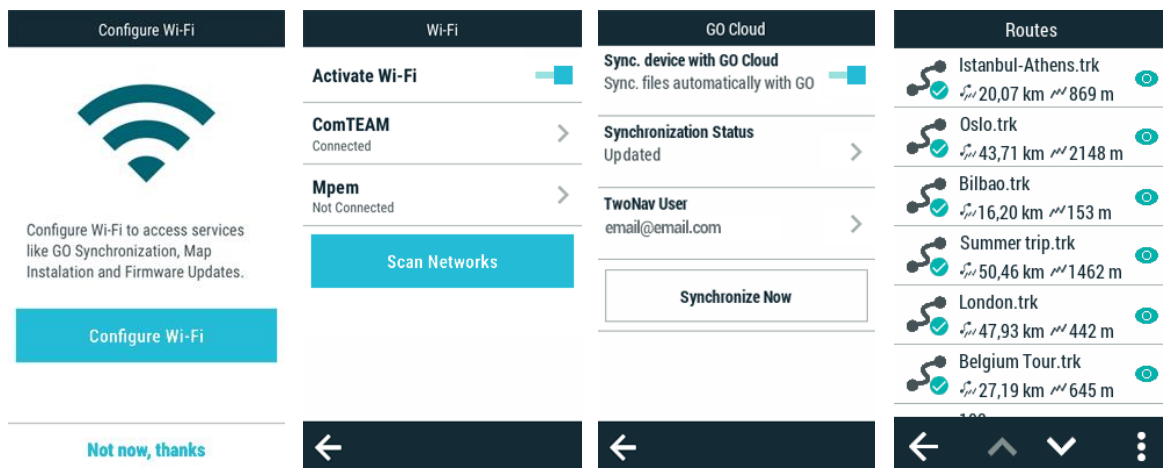 Configure Wi-Fi
Configure Wi-Fi to access services
like GO Synchronization, Map
Instalation and Firmware Updates.
Configure Wi-Fi
Not now, thanks
Wi-Fi
Activate Wi-Fi
ComTEAM
Connected
Mpem
Not Connected
Scan Networks
GO Cloud
Sync. device with GO Cloud
Sync. files automatically with GO
Synchronization Status
Updated
TwoNav User
email@email.com
Synchronize Now
Routes
Istanbul-Athens.trk
20,07 km 869 m
Oslo.trk
43,71 km 2148 m
Bilbao.trk
16,20 km 153 m
Summer trip.trk
50,46 km 1462 m
London.trk
47,93 km 442 m
Belgium Tour.trk
27,19 km 645 m